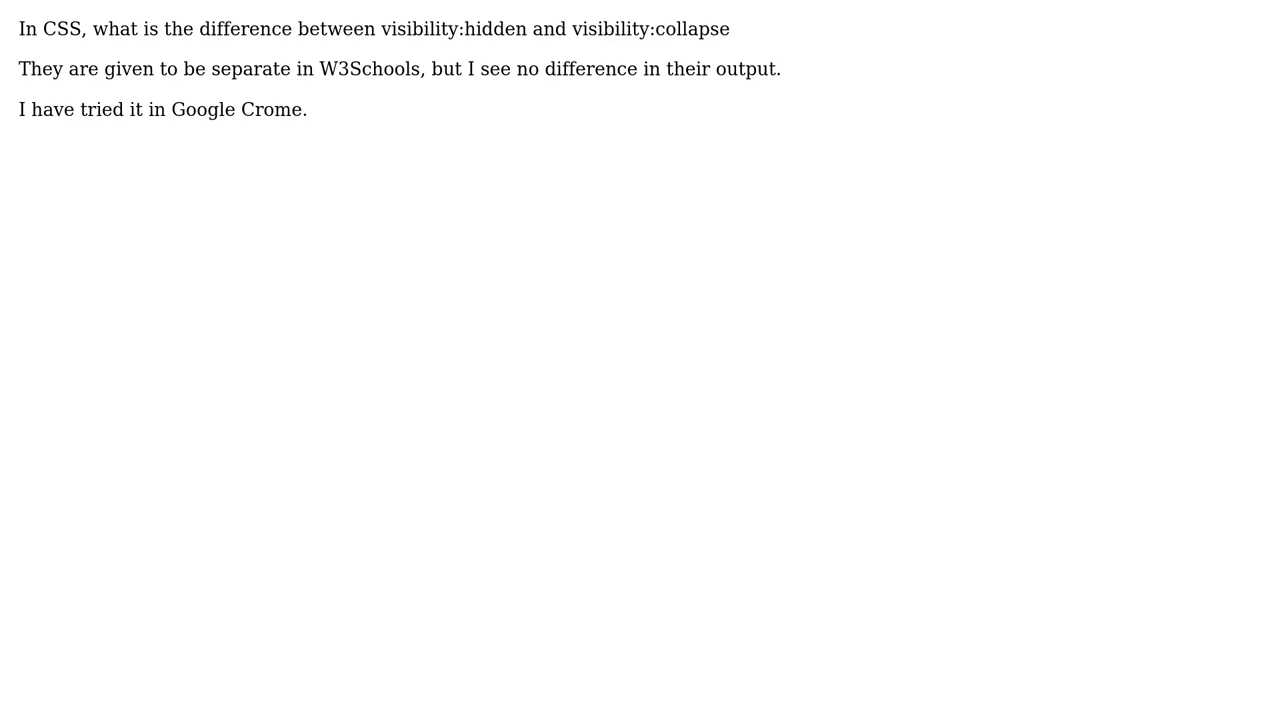 In CSS, what is the difference between visibility:hidden and visibility:collapse
They are given to be separate in W3Schools, but I see no difference in their output.
I have tried it in Google Crome.